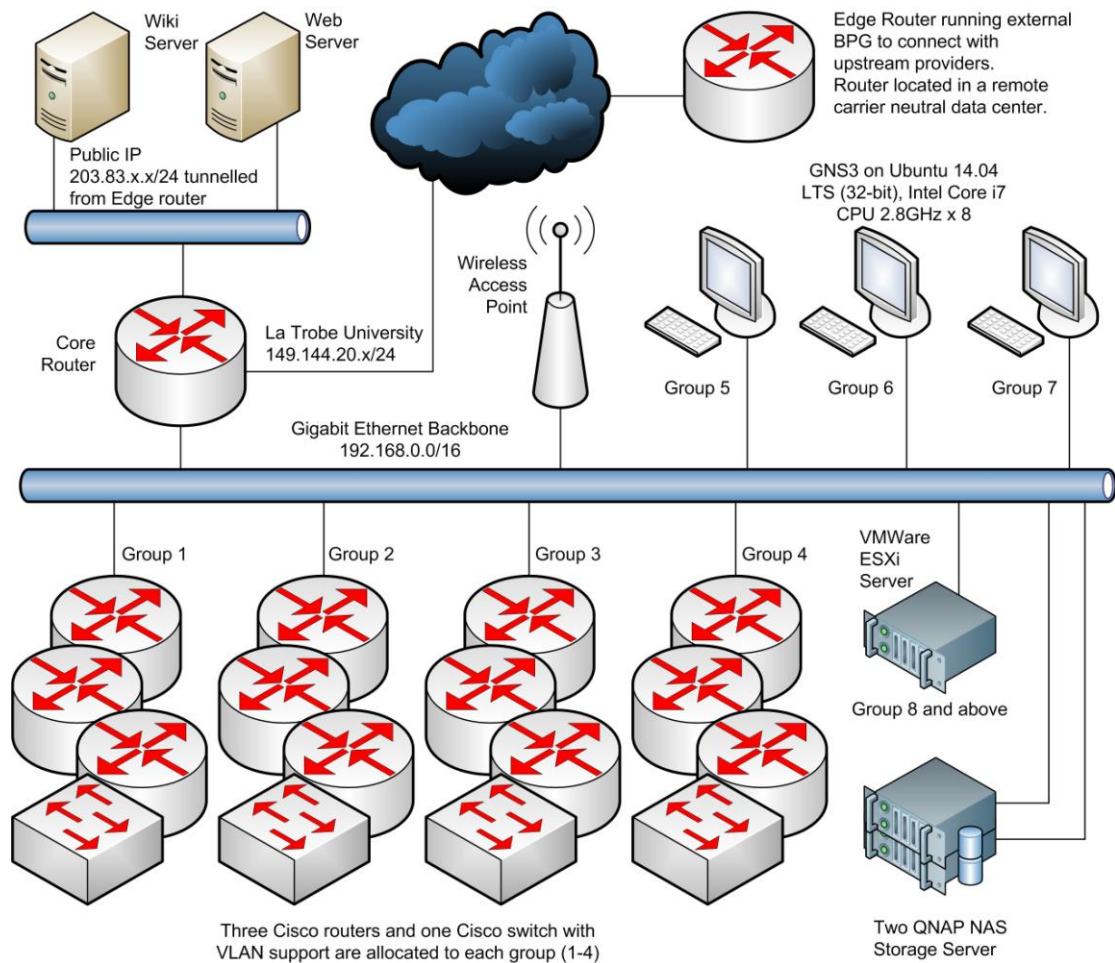 Wiki
Server
Web
Server
Edge Router running external
BPG to connect with
upstream providers.
Router located in a remote
carrier neutral data center.
Public IP
203.83.x.x/24 tunnelled
from Edge router
GNS3 on Ubuntu 14.04
LTS (32-bit), Intel Core i7
CPU 2.8GHz x 8
Wireless
Access
Point
Core
Router
La Trobe University
149.144.20.x/24
Group 5
Group 6
Group 7
Gigabit Ethernet Backbone
192.168.0.0/16
Group 1
Group 2
Group 3
Group 4
VMWare
ESXi
Server
Group 8 and above
Three Cisco routers and one Cisco switch with
VLAN support are allocated to each group (1-4)
Two QNAP NAS
Storage Server